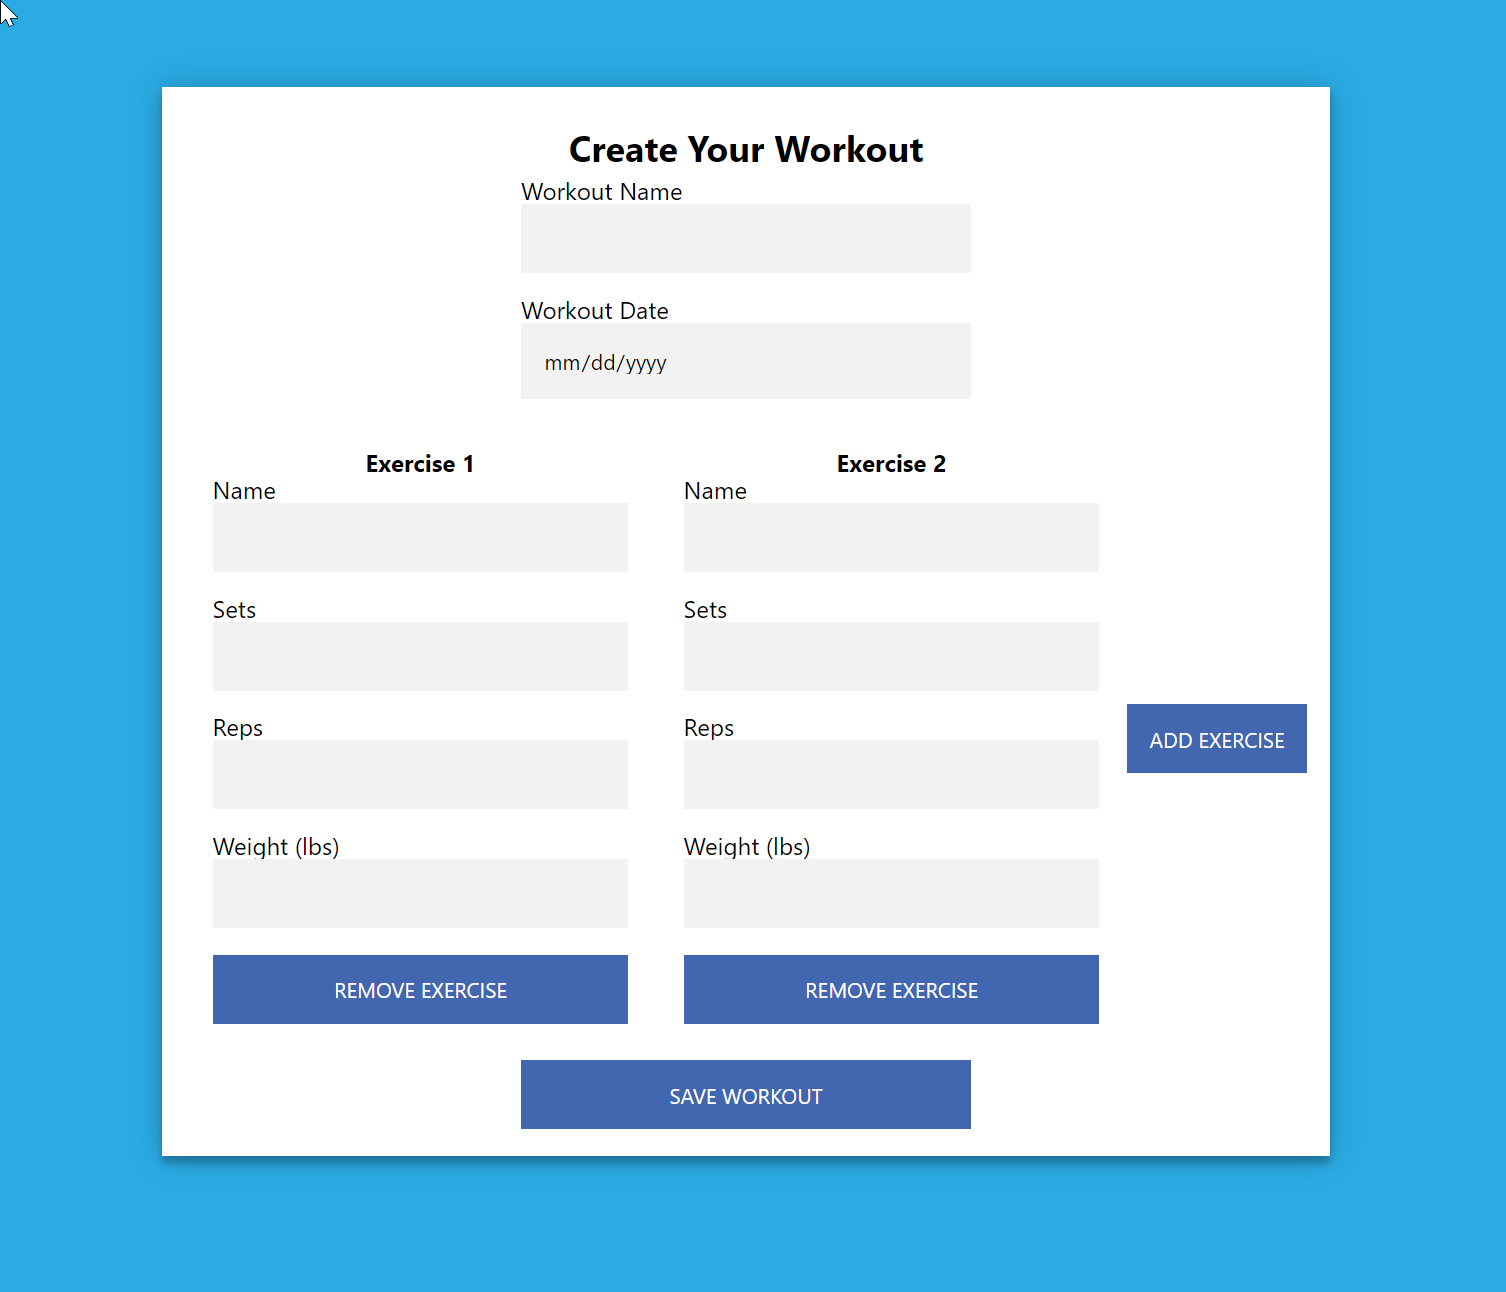 Create Your Workout
Workout Name
Workout Date
mm/dd/yyyy
Exercise 1
Name
Sets
Reps
Weight (lbs)
REMOVE EXERCISE
Exercise 2
Name
Sets
Reps
Weight (lbs)
REMOVE EXERCISE
ADD EXERCISE
SAVE WORKOUT